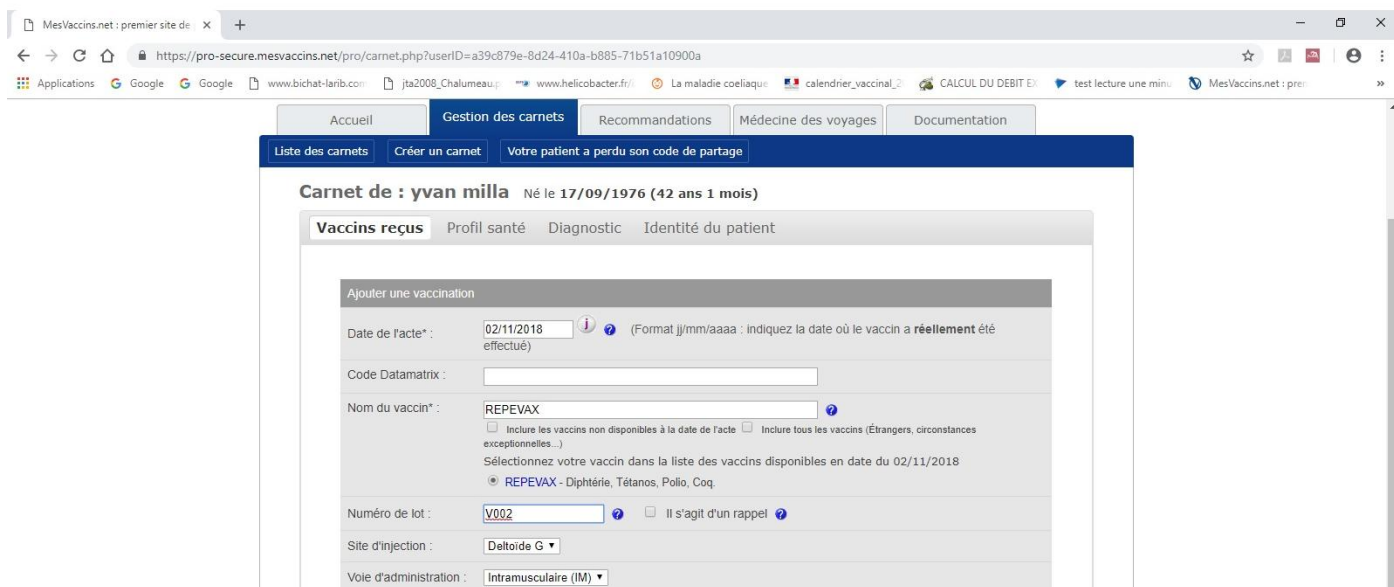 MesVaccins.net : premier site de
https://pro-secure.mesvaccins.net/pro/carnet.php?userID=a39c879e-8d24-410a-b885-71b51a10900a
Applications Google Google www.bichat-larib.com jta2008_Chalumeau.p www.helicobacter.fr/ La maladie coeliaque calendrier_vaccinal_2 CALCUL DU DEBIT EX test lecture une minu MesVaccins.net : prem »
Accueil Gestion des carnets Recommandations Médecine des voyages Documentation
Liste des carnets Créer un carnet Votre patient a perdu son code de partage
Carnet de : yvan milla Né le 17/09/1976 (42 ans 1 mois)
Vaccins reçus Profil santé Diagnostic Identité du patient
Ajouter une vaccination
Date de l'acte* : 02/11/2018 (Format jj/mm/aaaa : indiquez la date où le vaccin a réellement été
effectué)
Code Datamatrix :
Nom du vaccin* : REPEVAX
Inclure les vaccins non disponibles à la date de l'acte Inclure tous les vaccins (Étrangers, circonstances
exceptionnelles...)
Sélectionnez votre vaccin dans la liste des vaccins disponibles en date du 02/11/2018
REPEVAX - Diphtérie, Tétanos, Polio, Coq.
Numéro de lot : V002 Il s'agit d'un rappel
Site d'injection : Deltoïde G
Voie d'administration : Intramusculaire (IM)